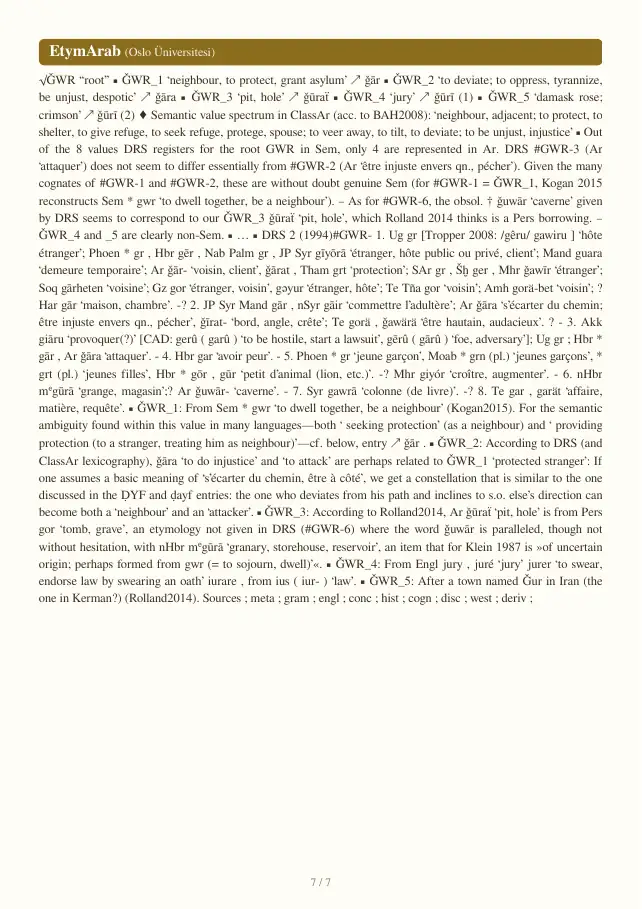 EtymArab (Oslo Üniversitesi)
√ǦWR “root” ▪ ǦWR_1 ‘neighbour, to protect, grant asylum’ ↗ ǧār ▪ ǦWR_2 ‘to deviate; to oppress, tyrannize,
be unjust, despotic’ ↗ ǧāra ▪ ǦWR_3 ‘pit, hole’ ↗ ǧūraẗ ▪ ǦWR_4 ‘jury’ ↗ ǧūrī (1) ▪ ǦWR_5 ‘damask rose;
crimson’ ↗ ǧūrī (2) ♦ Semantic value spectrum in ClassAr (acc. to BAH2008): ‘neighbour, adjacent; to protect, to
shelter, to give refuge, to seek refuge, protege, spouse; to veer away, to tilt, to deviate; to be unjust, injustice’ ▪ Out
of the 8 values DRS registers for the root GWR in Sem, only 4 are represented in Ar. DRS #GWR-3 (Ar
‘attaquer’) does not seem to differ essentially from #GWR-2 (Ar ‘être injuste envers qn., pécher’). Given the many
cognates of #GWR-1 and #GWR-2, these are without doubt genuine Sem (for #GWR-1 = ǦWR_1, Kogan 2015
reconstructs Sem * gwr ‘to dwell together, be a neighbour’). – As for #GWR-6, the obsol. † ǧuwār ‘caverne’ given
by DRS seems to correspond to our ǦWR_3 ǧūraẗ ‘pit, hole’, which Rolland 2014 thinks is a Pers borrowing. –
ǦWR_4 and _5 are clearly non-Sem. ▪ … ▪ DRS 2 (1994)#GWR- 1. Ug gr [Tropper 2008: /gêru/ gawiru ] ‘hôte
étranger’; Phoen * gr , Hbr gēr , Nab Palm gr , JP Syr gīyōrā ‘étranger, hôte public ou privé, client’; Mand guara
‘demeure temporaire’; Ar ǧār- ‘voisin, client’, ǧārat , Tham grt ‘protection’; SAr gr , Šḫ ger , Mhr ǧawīr ‘étranger’;
Soq gārheten ‘voisine’; Gz gor ‘étranger, voisin’, gǝyur ‘étranger, hôte’; Te Tña gor ‘voisin’; Amh gorä-bet ‘voisin’; ?
Har gār ‘maison, chambre’. -? 2. JP Syr Mand gār , nSyr gāir ‘commettre l’adultère’; Ar ǧāra ‘s’écarter du chemin;
être injuste envers qn., pécher’, ǧīrat- ‘bord, angle, crête’; Te gorä , ǧawärä ‘être hautain, audacieux’. ? - 3. Akk
giāru ‘provoquer(?)’ [CAD: gerû ( garû ) ‘to be hostile, start a lawsuit’, gērû ( gārû ) ‘foe, adversary’]; Ug gr ; Hbr *
gār , Ar ǧāra ‘attaquer’. - 4. Hbr gar ‘avoir peur’. - 5. Phoen * gr ‘jeune garçon’, Moab * grn (pl.) ‘jeunes garçons’, *
grt (pl.) ‘jeunes filles’, Hbr * gōr , gūr ‘petit d’animal (lion, etc.)’. -? Mhr giyór ‘croître, augmenter’. - 6. nHbr
mᵉgūrā ‘grange, magasin’;? Ar ǧuwār- ‘caverne’. - 7. Syr gawrā ‘colonne (de livre)’. -? 8. Te gar , garät ‘affaire,
matière, requête’. ▪ ǦWR_1: From Sem * gwr ‘to dwell together, be a neighbour’ (Kogan2015). For the semantic
ambiguity found within this value in many languages—both ‘ seeking protection’ (as a neighbour) and ‘ providing
protection (to a stranger, treating him as neighbour)’—cf. below, entry ↗ ǧār . ▪ ǦWR_2: According to DRS (and
ClassAr lexicography), ǧāra ‘to do injustice’ and ‘to attack’ are perhaps related to ǦWR_1 ‘protected stranger’: If
one assumes a basic meaning of ‘s’écarter du chemin, être à côté’, we get a constellation that is similar to the one
discussed in the ḌYF and ḍayf entries: the one who deviates from his path and inclines to s.o. else’s direction can
become both a ‘neighbour’ and an ‘attacker’. ▪ ǦWR_3: According to Rolland2014, Ar ǧūraẗ ‘pit, hole’ is from Pers
gor ‘tomb, grave’, an etymology not given in DRS (#GWR-6) where the word ǧuwār is paralleled, though not
without hesitation, with nHbr mᵉgūrā ‘granary, storehouse, reservoir’, an item that for Klein 1987 is »of uncertain
origin; perhaps formed from gwr (= to sojourn, dwell)’«. ▪ ǦWR_4: From Engl jury , juré ‘jury’ jurer ‘to swear,
endorse law by swearing an oath’ iurare , from ius ( iur- ) ‘law’. ▪ ǦWR_5: After a town named Ǧur in Iran (the
one in Kerman?) (Rolland2014). Sources ; meta ; gram ; engl ; conc ; hist ; cogn ; disc ; west ; deriv ;
7 / 7